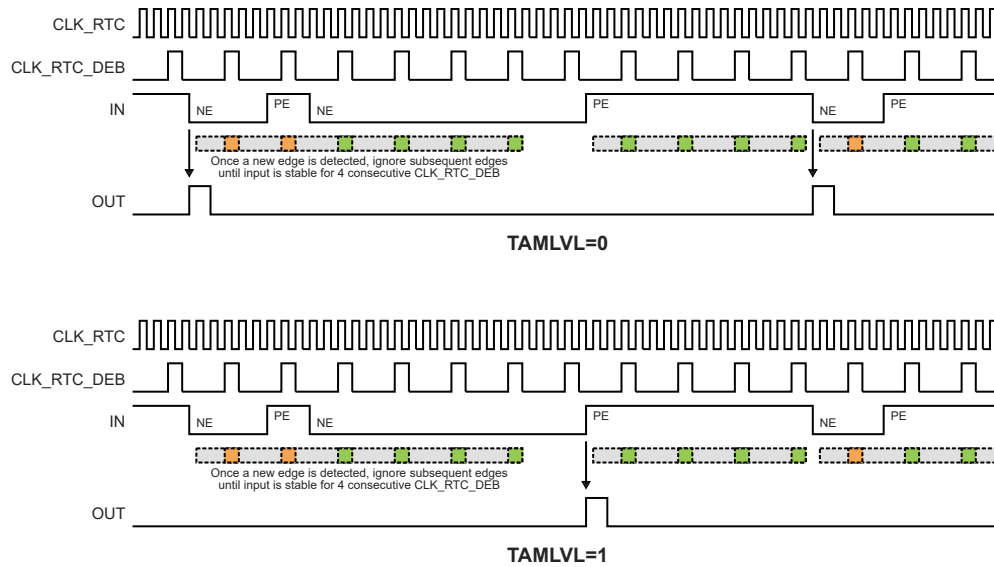 CLK_RTC
CLK_RTC_DEB
IN
NE
PE
NE
PE
NE
PE
Once a new edge is detected, ignore subsequent edges
until input is stable for 4 consecutive CLK_RTC_DEB
OUT
TAMLVL=0
CLK_RTC
CLK_RTC_DEB
IN
NE
PE
NE
PE
NE
PE
Once a new edge is detected, ignore subsequent edges
until input is stable for 4 consecutive CLK_RTC_DEB
OUT
TAMLVL=1